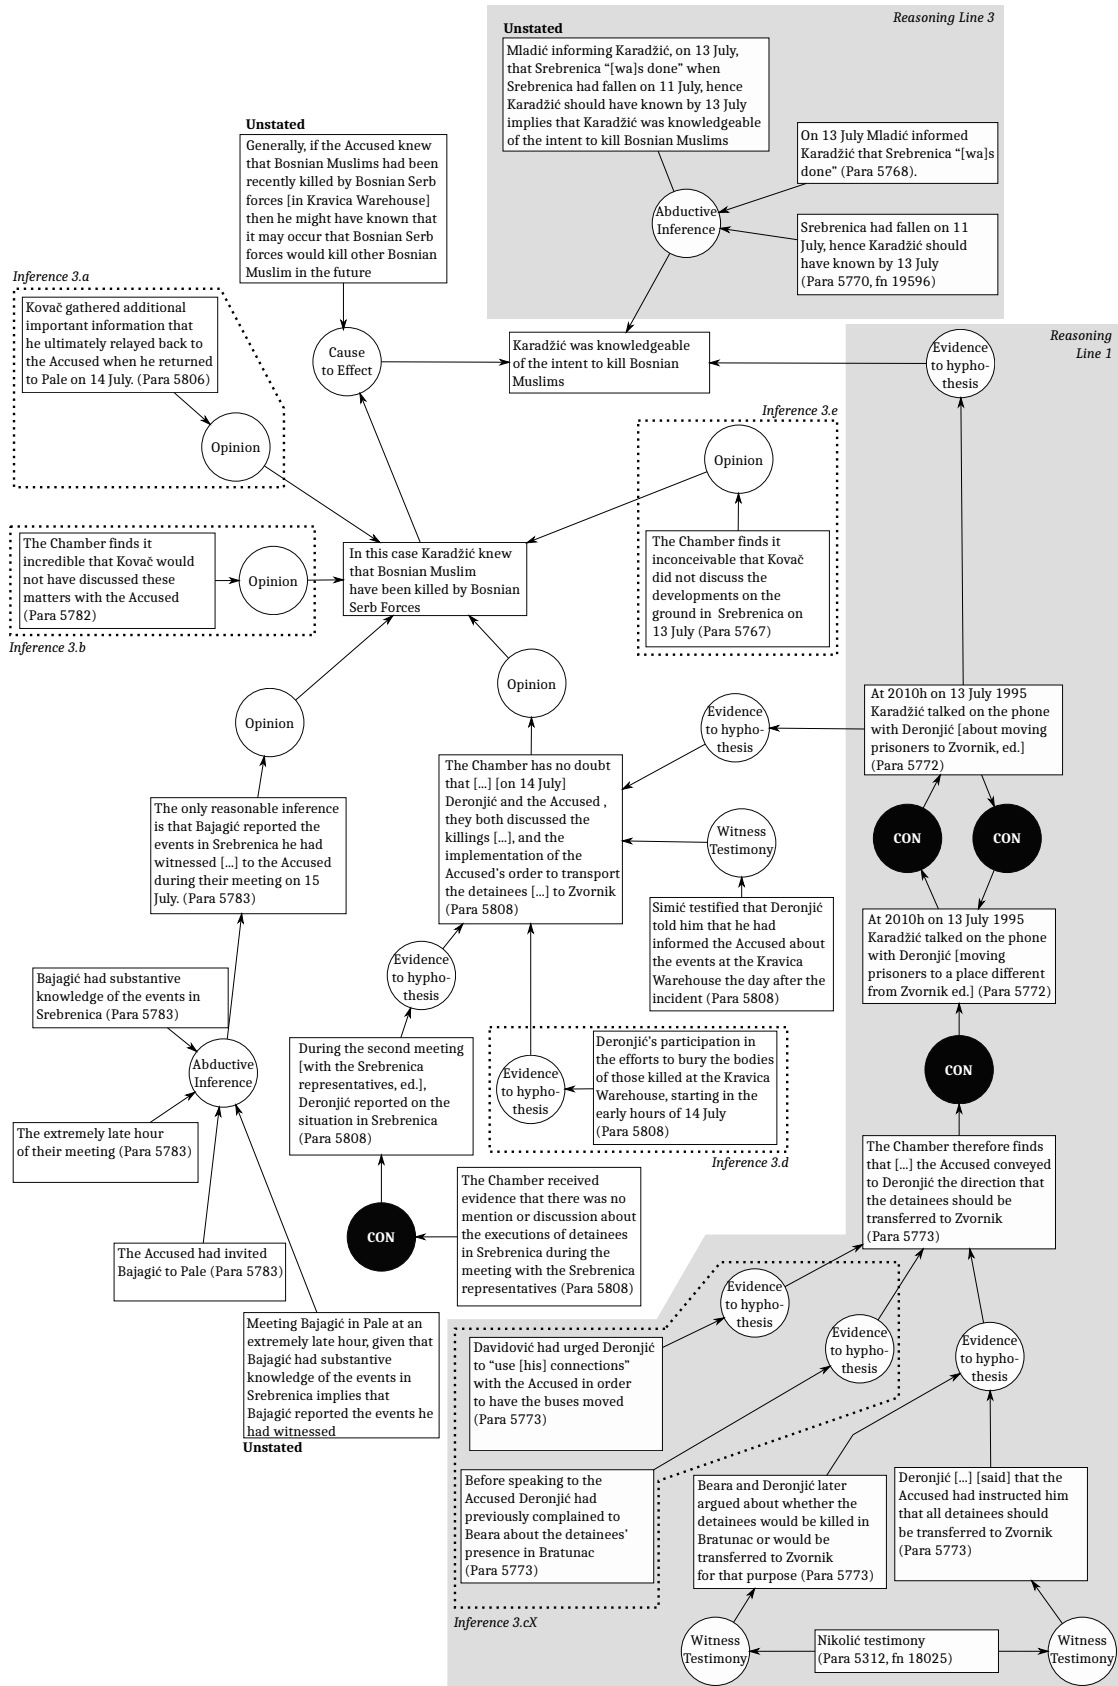 Reasoning Line 3
Unstated
Mladić informing Karadžić, on 13 July,
that Srebrenica “[wa]s done” when
Srebrenica had fallen on 11 July, hence
Karadžić should have known by 13 July
implies that Karadžić was knowledgeable
of the intent to kill Bosnian Muslims
On 13 July Mladić informed
Karadžić that Srebrenica “[wa]s
done” (Para 5768).
Abductive
Inference
Srebrenica had fallen on 11
July, hence Karadžić should
have known by 13 July
(Para 5770, fn 19596)
Unstated
Generally, if the Accused knew
that Bosnian Muslims had been
recently killed by Bosnian Serb
forces [in Kravica Warehouse]
then he might have known that
it may occur that Bosnian Serb
forces would kill other Bosnian
Muslim in the future
Inference 3.a
Kovač gathered additional
important information that
he ultimately relayed back to
the Accused when he returned
to Pale on 14 July. (Para 5806)
Opinion
Cause
to Effect
Karadžić was knowledgeable
of the intent to kill Bosnian
Muslims
Reasoning
Line 1
Evidence
to hypho-
thesis
Inference 3.e
Opinion
The Chamber finds it
inconceivable that Kovač
did not discuss the
developments on the
ground in Srebrenica on
13 July (Para 5767)
The Chamber finds it
incredible that Kovač would
not have discussed these
matters with the Accused
(Para 5782)
Opinion
Inference 3.b
In this case Karadžić knew
that Bosnian Muslim
have been killed by Bosnian
Serb Forces
Opinion
Opinion
Evidence
to hypho-
thesis
At 2010h on 13 July 1995
Karadžić talked on the phone
with Deronjić [about moving
prisoners to Zvornik, ed.]
(Para 5772)
The Chamber has no doubt
that [...] [on 14 July]
Deronjić and the Accused ,
they both discussed the
killings [...], and the
implementation of the
Accused’s order to transport
the detainees [...] to Zvornik
(Para 5808)
The only reasonable inference
is that Bajagić reported the
events in Srebrenica he had
witnessed [...] to the Accused
during their meeting on 15
July. (Para 5783)
Witness
Testimony
CON
CON
Simić testified that Deronjić
told him that he had
informed the Accused about
the events at the Kravica
Warehouse the day after the
incident (Para 5808)
At 2010h on 13 July 1995
Karadžić talked on the phone
with Deronjić [moving
prisoners to a place different
from Zvornik ed.] (Para 5772)
Evidence
to hypho-
thesis
Bajagić had substantive
knowledge of the events in
Srebrenica (Para 5783)
Abductive
Inference
During the second meeting
[with the Srebrenica
representatives, ed.],
Deronjić reported on the
situation in Srebrenica
(Para 5808)
Evidence
to hypho-
thesis
Deronjić’s participation in
the efforts to bury the bodies
of those killed at the Kravica
Warehouse, starting in the
early hours of 14 July
(Para 5808)
Inference 3.d
CON
The extremely late hour
of their meeting (Para 5783)
The Chamber therefore finds
that [...] the Accused conveyed
to Deronjić the direction that
the detainees should be
transferred to Zvornik
(Para 5773)
CON
The Chamber received
evidence that there was no
mention or discussion about
the executions of detainees
in Srebrenica during the
meeting with the Srebrenica
representatives (Para 5808)
The Accused had invited
Bajagić to Pale (Para 5783)
Meeting Bajagić in Pale at an
extremely late hour, given that
Bajagić had substantive
knowledge of the events in
Srebrenica implies that
Bajagić reported the events he
had witnessed
Unstated
Evidence
to hypho-
thesis
Evidence
to hypho-
thesis
Evidence
to hypho-
thesis
Davidović had urged Deronjić
to “use [his] connections”
with the Accused in order
to have the buses moved
(Para 5773)
Before speaking to the
Accused Deronjić had
previously complained to
Beara about the detainees’
presence in Bratunac
(Para 5773)
Inference 3.cX
Beara and Deronjić later
argued about whether the
detainees would be killed in
Bratunac or would be
transferred to Zvornik
for that purpose (Para 5773)
Deronjić [...] [said] that the
Accused had instructed him
that all detainees should
be transferred to Zvornik
(Para 5773)
Witness
Testimony
Nikolić testimony
(Para 5312, fn 18025)
Witness
Testimony